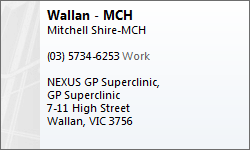 Wallan - MCH
Mitchell Shire-MCH
(03) 5734-6253 Work
NEXUS GP Superclinic,
GP Superclinic
7-11 High Street
Wallan, VIC 3756